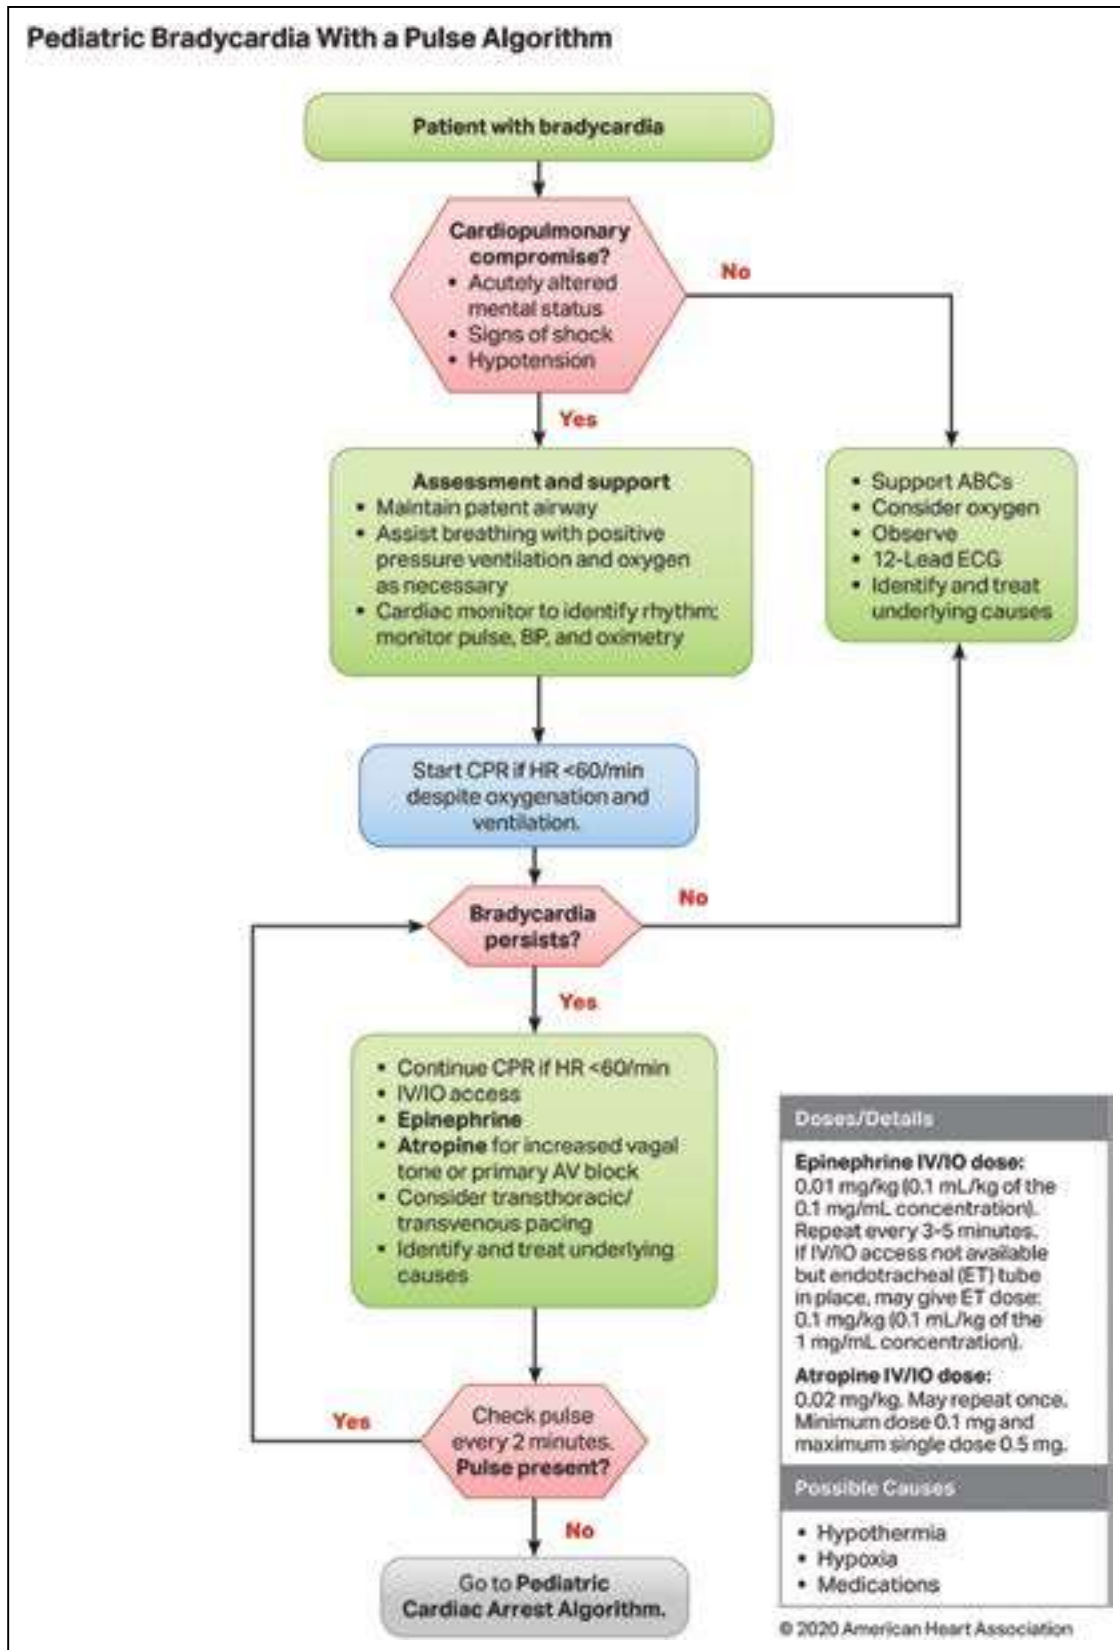 Pediatric Bradycardia With a Pulse Algorithm
Patient with bradycardia
Cardiopulmonary
compromise?
• Acutely altered
mental status
• Signs of shock
• Hypotension
No
Yes
Assessment and support
• Maintain patent airway
• Assist breathing with positive
pressure ventilation and oxygen
as necessary
• Cardiac monitor to identify rhythm;
monitor pulse, BP, and oximetry
• Support ABCs
• Consider oxygen
• Observe
• 12-Lead ECG
• Identify and treat
underlying causes
Start CPR if HR <60/min
despite oxygenation and
ventilation.
Bradycardia
persists?
No
Yes
• Continue CPR if HR <60/min
• IV/IO access
• Epinephrine
• Atropine for increased vagal
tone or primary AV block
• Consider transthoracic/
transvenous pacing
• Identify and treat underlying
causes
Check pulse
every 2 minutes.
Pulse present?
Yes
No
Go to Pediatric
Cardiac Arrest Algorithm.
Doses/Details
Epinephrine IV/IO dose:
0.01 mg/kg (0.1 mL/kg of the
0.1 mg/mL concentration).
Repeat every 3-5 minutes.
If IV/IO access not available
but endotracheal (ET) tube
in place, may give ET dose:
0.1 mg/kg (0.1 mL/kg of the
1 mg/mL concentration).
Atropine IV/IO dose:
0.02 mg/kg. May repeat once.
Minimum dose 0.1 mg and
maximum single dose 0.5 mg.
Possible Causes
• Hypothermia
• Hypoxia
• Medications
© 2020 American Heart Association